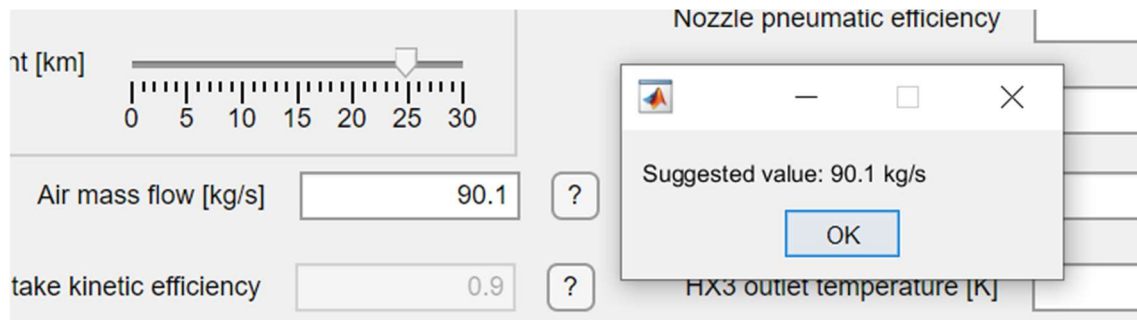 Nozzle pneumatic efficiency
nt [km]
0 5 10 15 20 25 30
Suggested value: 90.1 kg/s
OK
Air mass flow [kg/s] 90.1 ?
take kinetic efficiency 0.9 ?
HX3 outlet temperature [K]